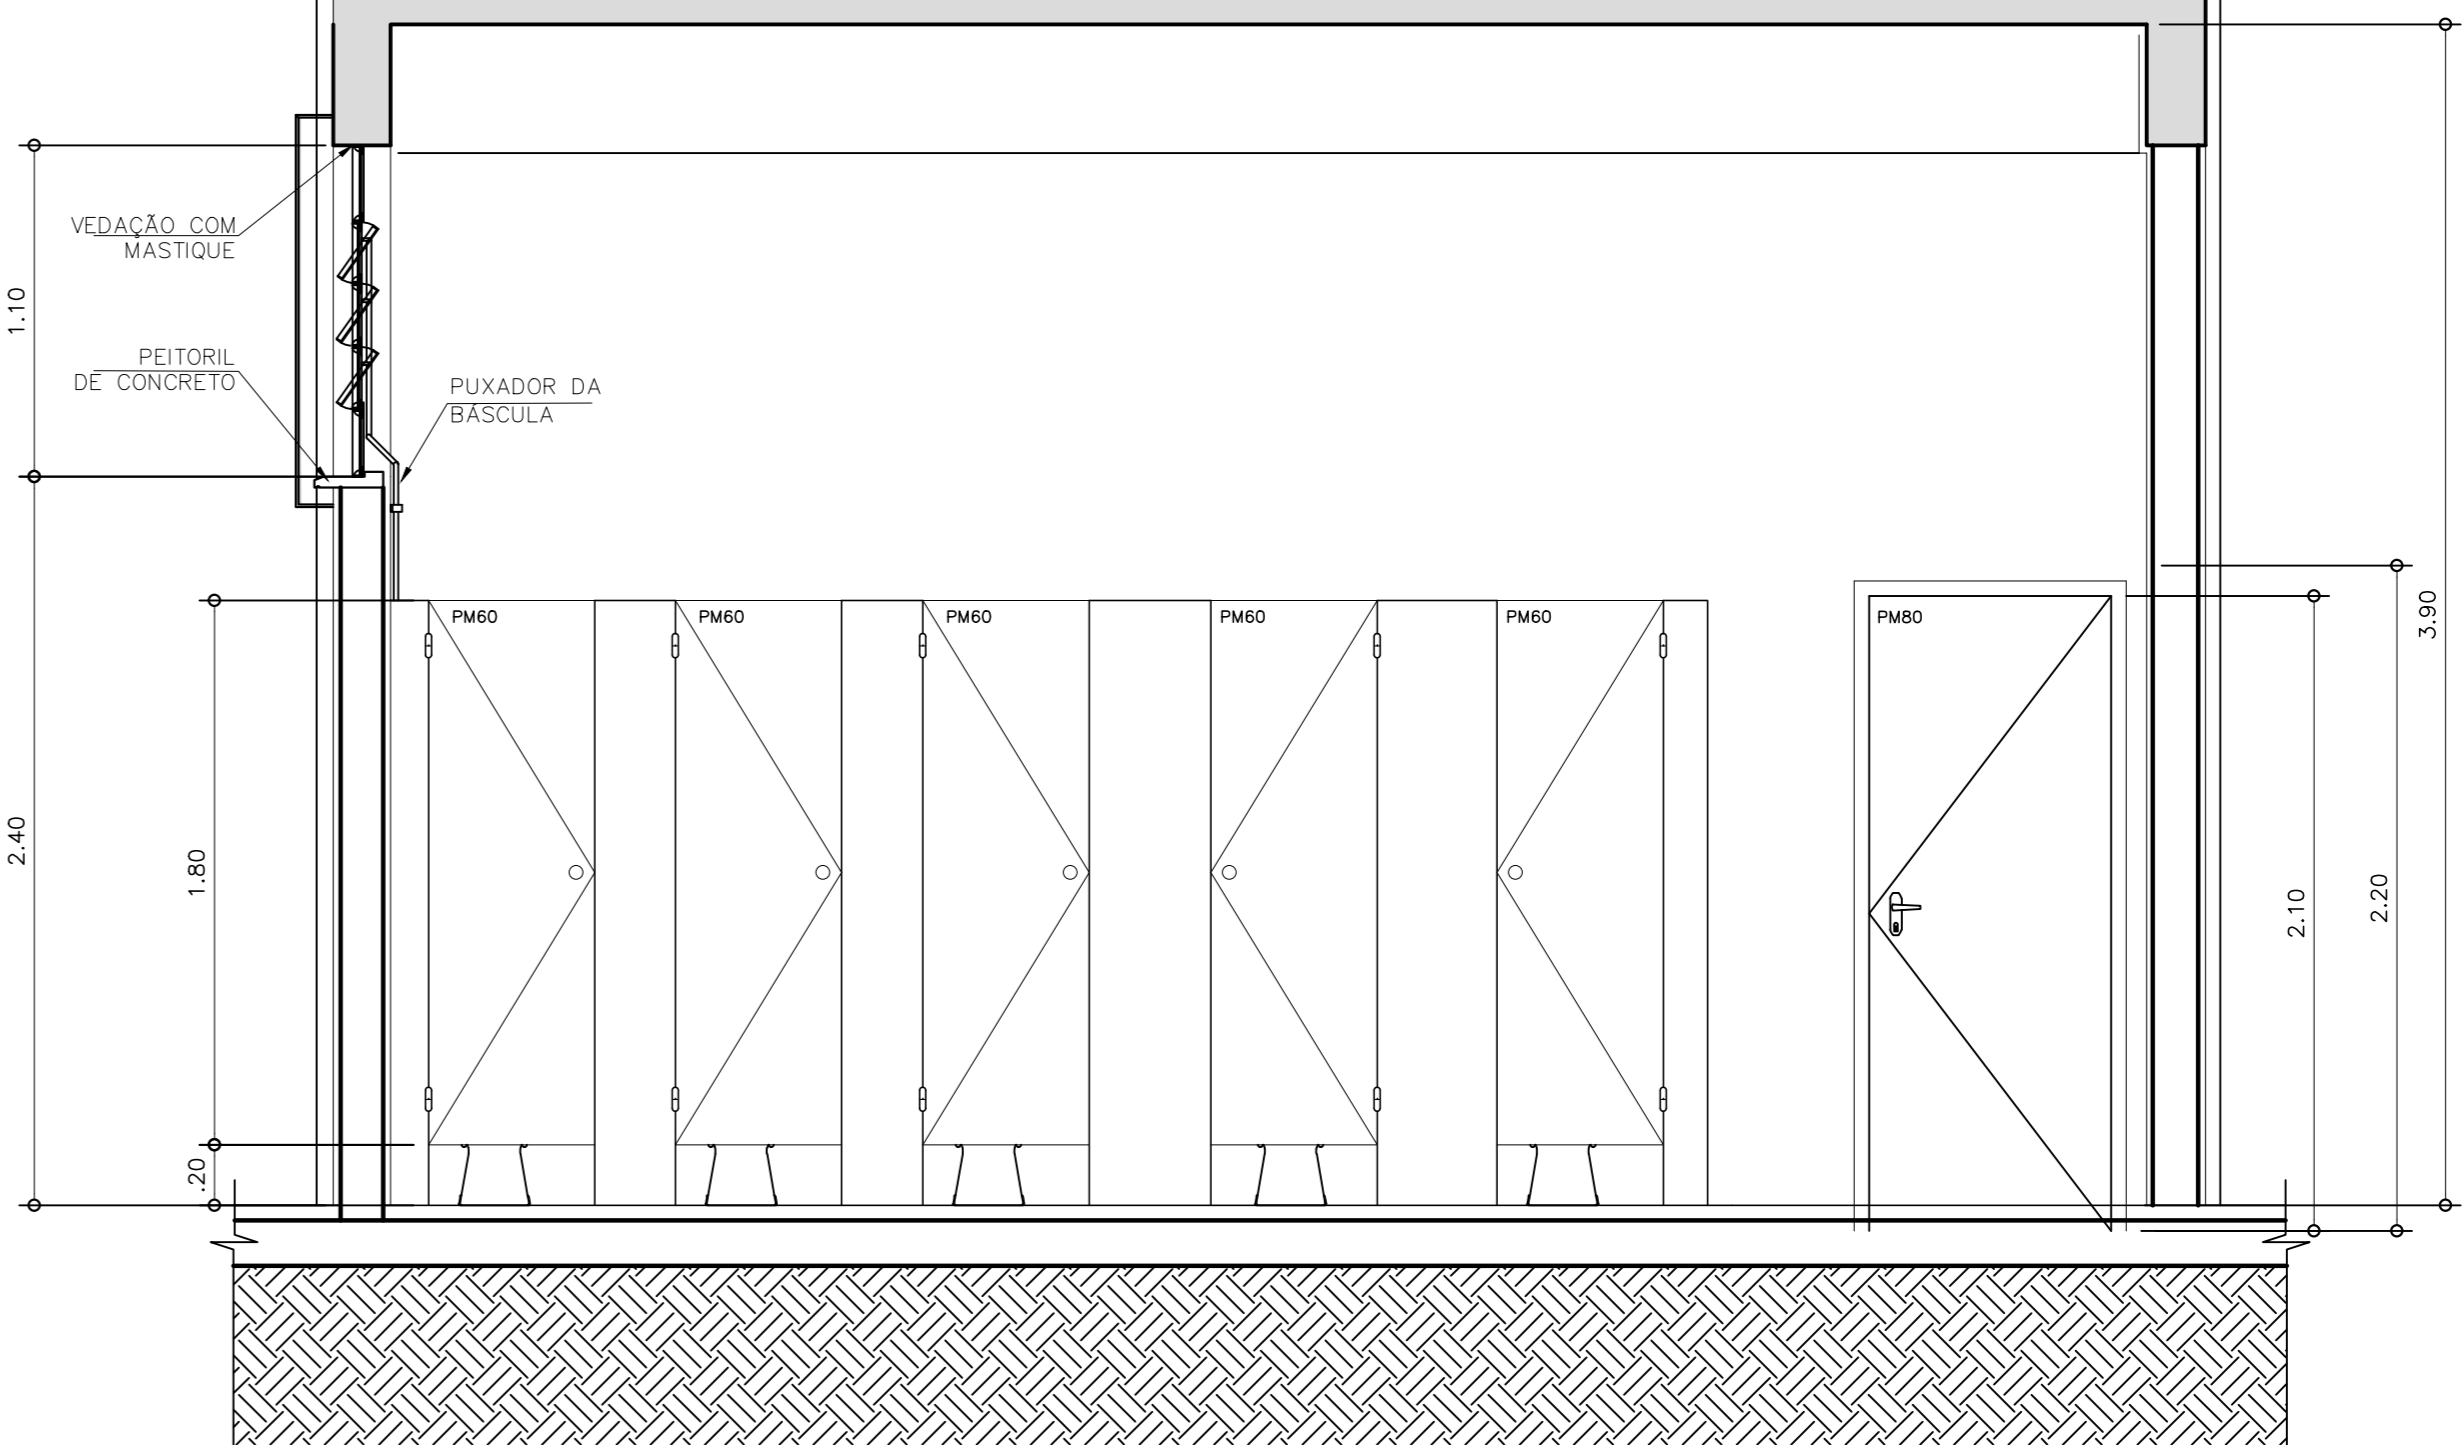 VEDAÇÃO COM
MASTIQUE
1.10
PEITORIL
DE CONCRETO
PUXADOR DA
BÁSCULA
PM60
PM60
PM60
PM60
PM60
PM80
3.90
2.40
1.80
2.10
2.20
.20